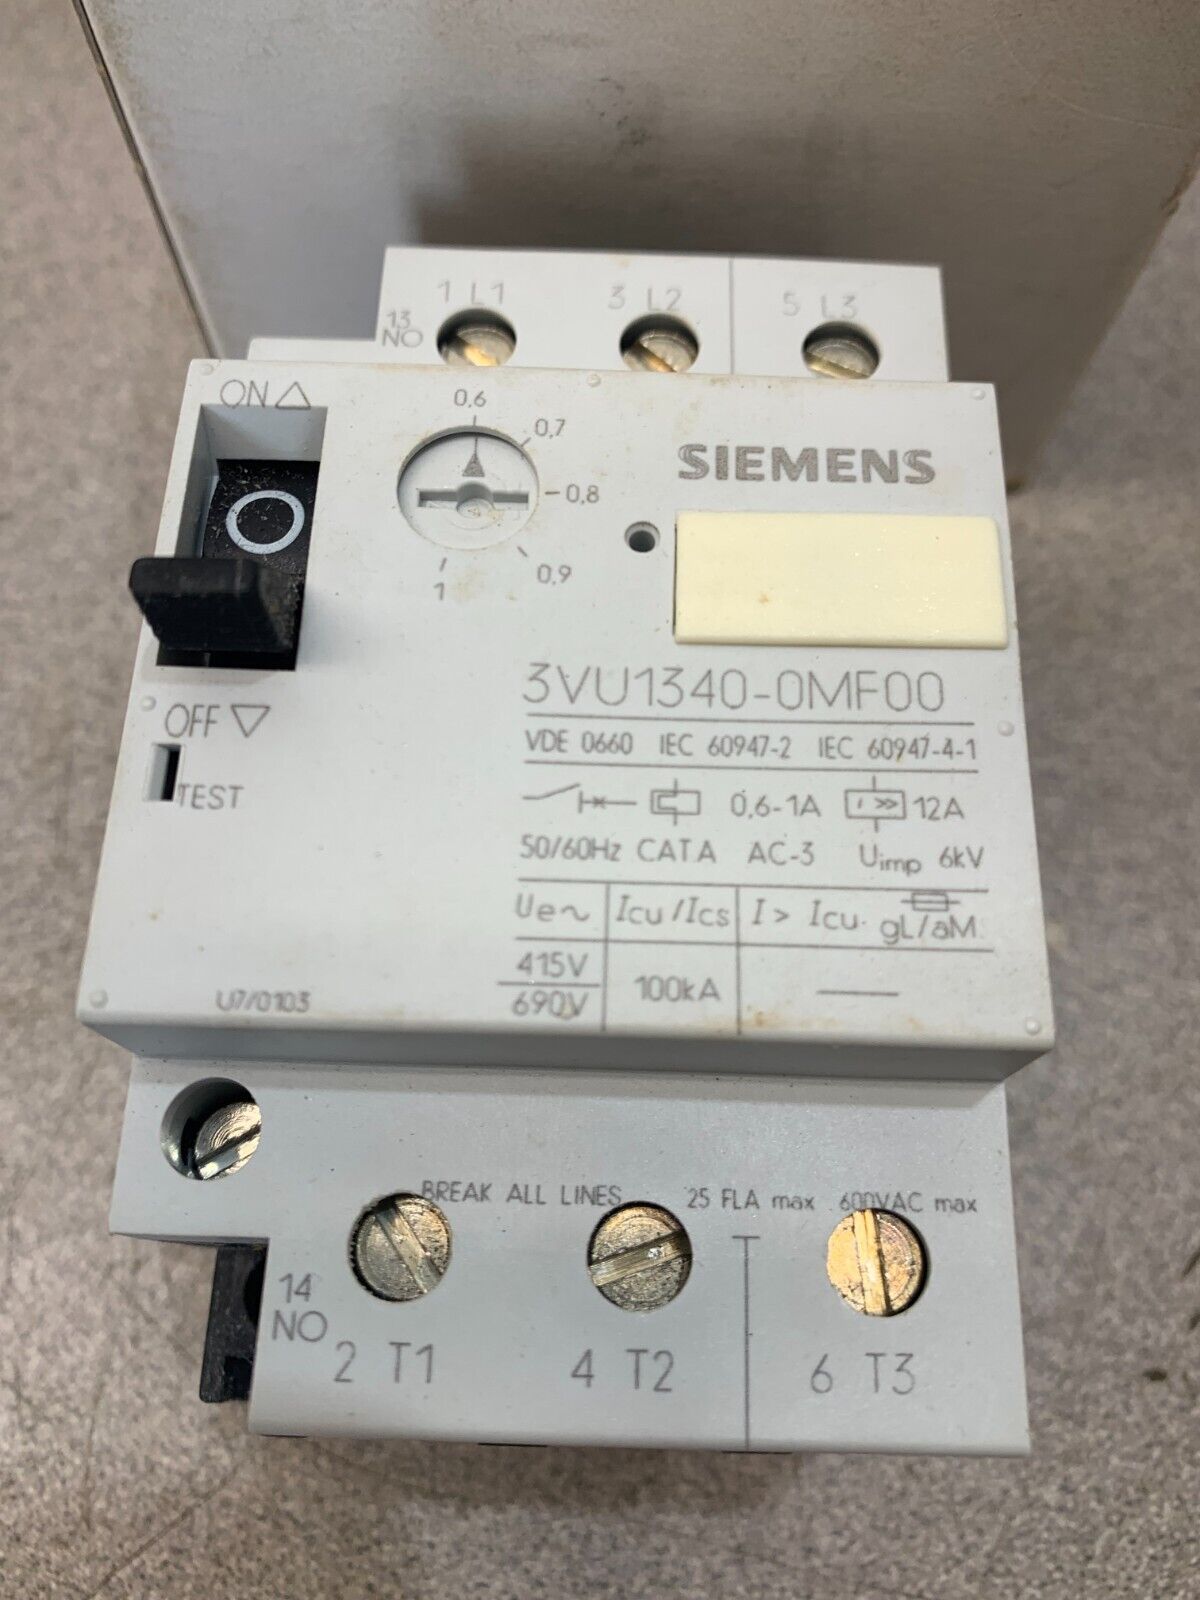 1 L1 3 L2 5 L3
13
NO
ON
0,6
0,7
0,8
0,9
1
SIEMENS
O
3VU1340-0MF00
OFF
TEST
VDE 0660 IEC 60947-2 IEC 60947-4-1
0,6-1A I >> 12A
50/60Hz CAT.A AC-3 Uimp 6kV
Ue~ Icu/Ics I > Icu. gL/aM
415V
690V
100kA
U7/0103
BREAK ALL LINES 25 FLA max . 600VAC max
14
NO
2 T1 4 T2 6 T3